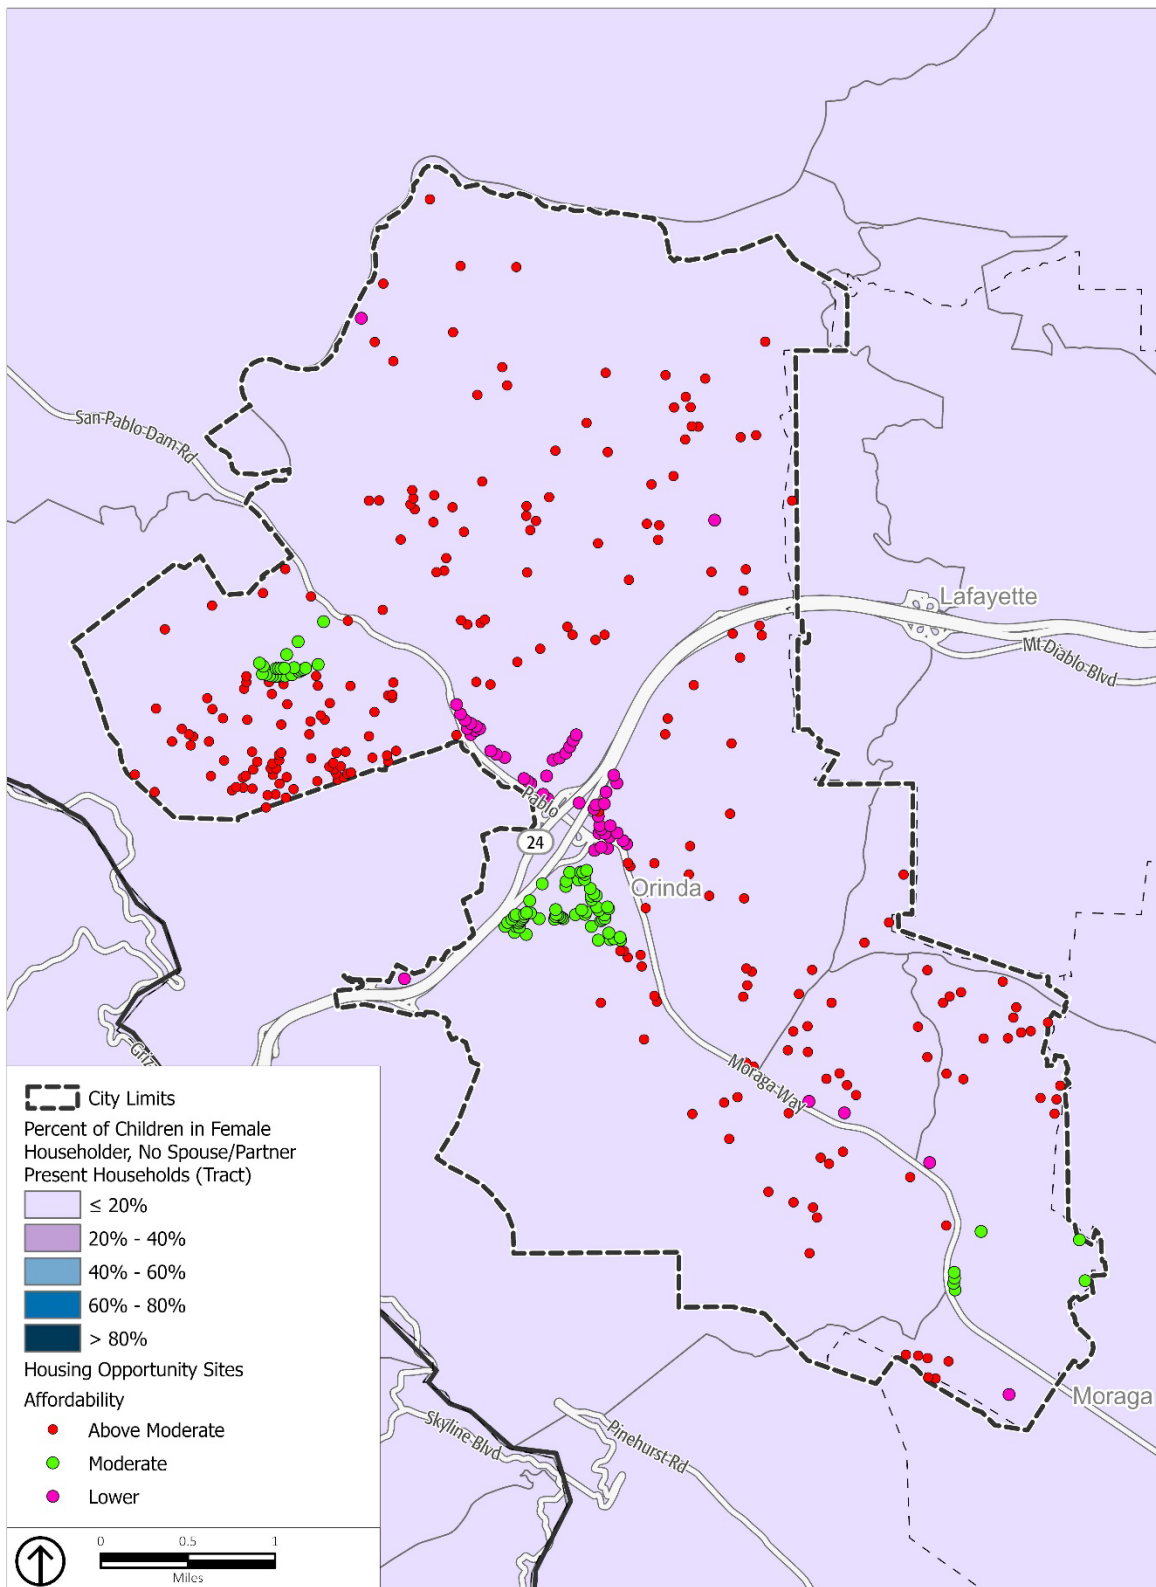 San Pablo Dam Rd
Lafayette
Mt Diablo Blvd
Pablo
24
Orinda
Moraga Way
Moraga
Skyline Blvd
Pinehurst Rd
City Limits
Percent of Children in Female
Householder, No Spouse/Partner
Present Households (Tract)
≤ 20%
20% - 40%
40% - 60%
60% - 80%
> 80%
Housing Opportunity Sites
Affordability
Above Moderate
Moderate
Lower
0 0.5 1
Miles